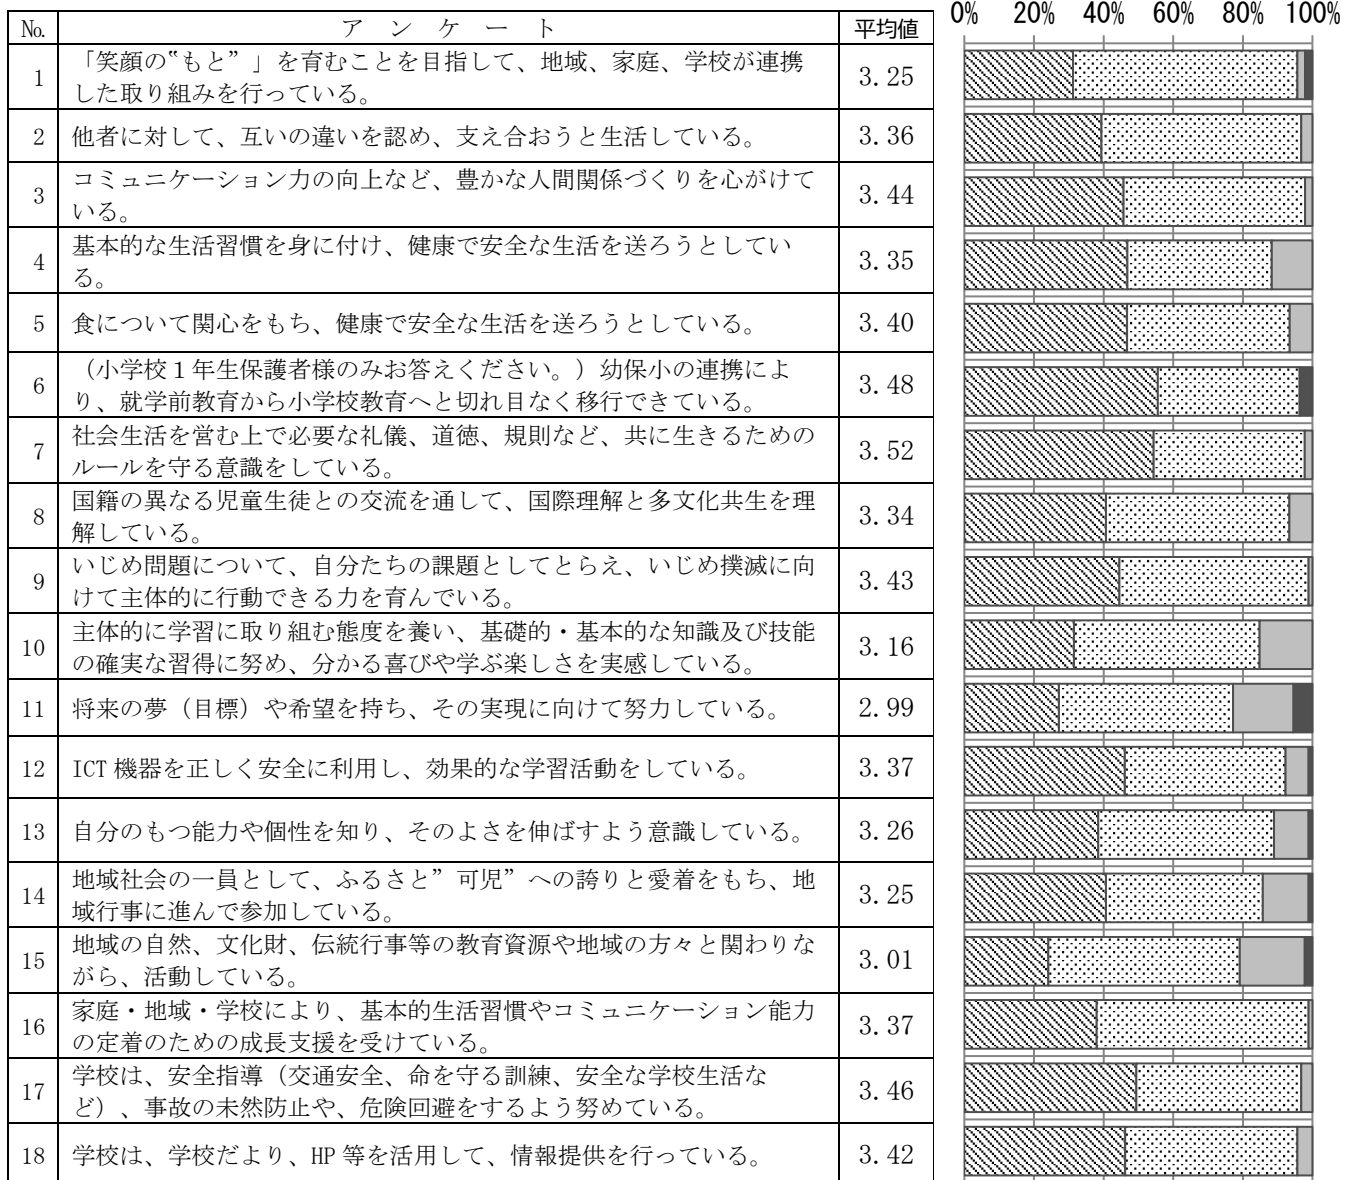 0% 20% 40% 60% 80% 100%
№ アンケート 平均値
1 「笑顔の“もと”」を育むことを目指して、地域、家庭、学校が連携
した取り組みを行っている。 3.25
2 他者に対して、互いの違いを認め、支え合おうと生活している。 3.36
3 コミュニケーション力の向上など、豊かな人間関係づくりを心がけて
いる。 3.44
4 基本的な生活習慣を身に付け、健康で安全な生活を送ろうとしてい
る。 3.35
5 食について関心をもち、健康で安全な生活を送ろうとしている。 3.40
6 （小学校１年生保護者様のみお答えください。）幼保小の連携によ
り、就学前教育から小学校教育へと切れ目なく移行できている。 3.48
7 社会生活を営む上で必要な礼儀、道徳、規則など、共に生きるための
ルールを守る意識をしている。 3.52
8 国籍の異なる児童生徒との交流を通して、国際理解と多文化共生を理
解している。 3.34
9 いじめ問題について、自分たちの課題としてとらえ、いじめ撲滅に向
けて主体的に行動できる力を育んでいる。 3.43
10 主体的に学習に取り組む態度を養い、基礎的・基本的な知識及び技能
の確実な習得に努め、分かる喜びや学ぶ楽しさを実感している。 3.16
11 将来の夢（目標）や希望を持ち、その実現に向けて努力している。 2.99
12 ICT機器を正しく安全に利用し、効果的な学習活動をしている。 3.37
13 自分のもつ能力や個性を知り、そのよさを伸ばすよう意識している。 3.26
14 地域社会の一員として、ふるさと”可児”への誇りと愛着をもち、地
域行事に進んで参加している。 3.25
15 地域の自然、文化財、伝統行事等の教育資源や地域の方々と関わりな
がら、活動している。 3.01
16 家庭・地域・学校により、基本的生活習慣やコミュニケーション能力
の定着のための成長支援を受けている。 3.37
17 学校は、安全指導（交通安全、命を守る訓練、安全な学校生活な
ど）、事故の未然防止や、危険回避をするよう努めている。 3.46
18 学校は、学校だより、HP等を活用して、情報提供を行っている。 3.42